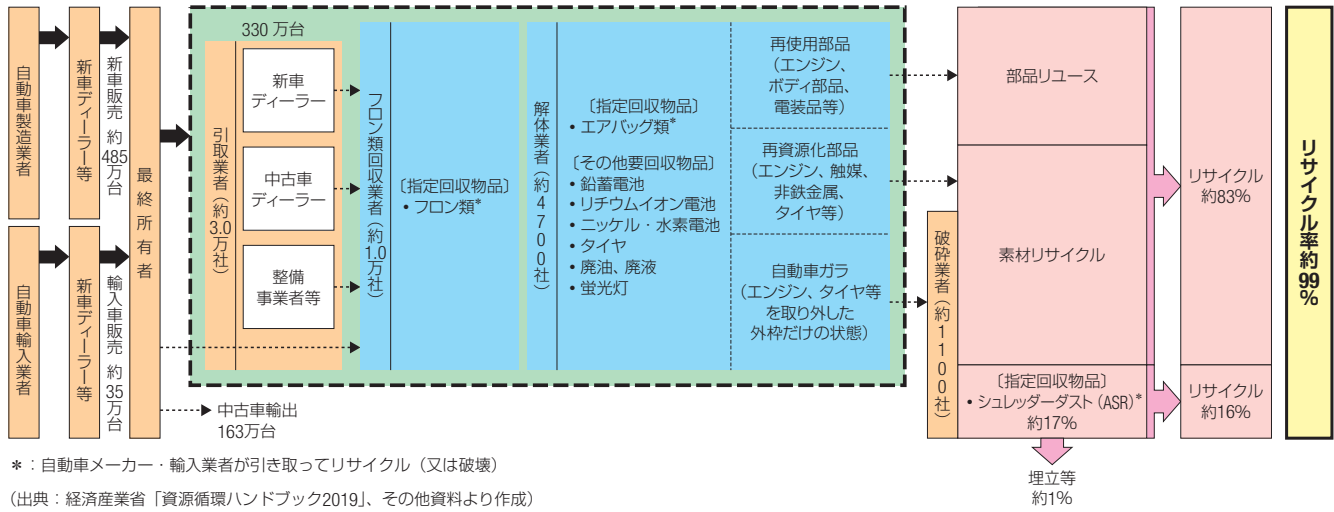 自動車製造業者
新車ディーラー等
新車販売 約485万台
自動車輸入業者
新車ディーラー等
輸入車販売 約35万台
最終所有者
中古車輸出
163万台
330 万台
引取業者（約3.0万社）
新車
ディーラー
中古車
ディーラー
整備
事業者等
フロン類回収業者（約1.0万社）
〔指定回収物品〕
• フロン類*
解体業者（約4700社）
〔指定回収物品〕
• エアバッグ類*
〔その他要回収物品〕
• 鉛蓄電池
• リチウムイオン電池
• ニッケル・水素電池
• タイヤ
• 廃油、廃液
• 蛍光灯
再使用部品
（エンジン、
ボディ部品、
電装品等）
再資源化部品
（エンジン、触媒、
非鉄金属、
タイヤ等）
自動車ガラ
（エンジン、タイヤ等
を取り外した
外枠だけの状態）
破砕業者（約1100社）
部品リユース
素材リサイクル
〔指定回収物品〕
• シュレッダーダスト（ASR）*
約17%
リサイクル
約83%
リサイクル
約16%
埋立等
約1%
リサイクル率約99%
*：自動車メーカー・輸入業者が引き取ってリサイクル（又は破壊）
（出典：経済産業省「資源循環ハンドブック2019」、その他資料より作成）